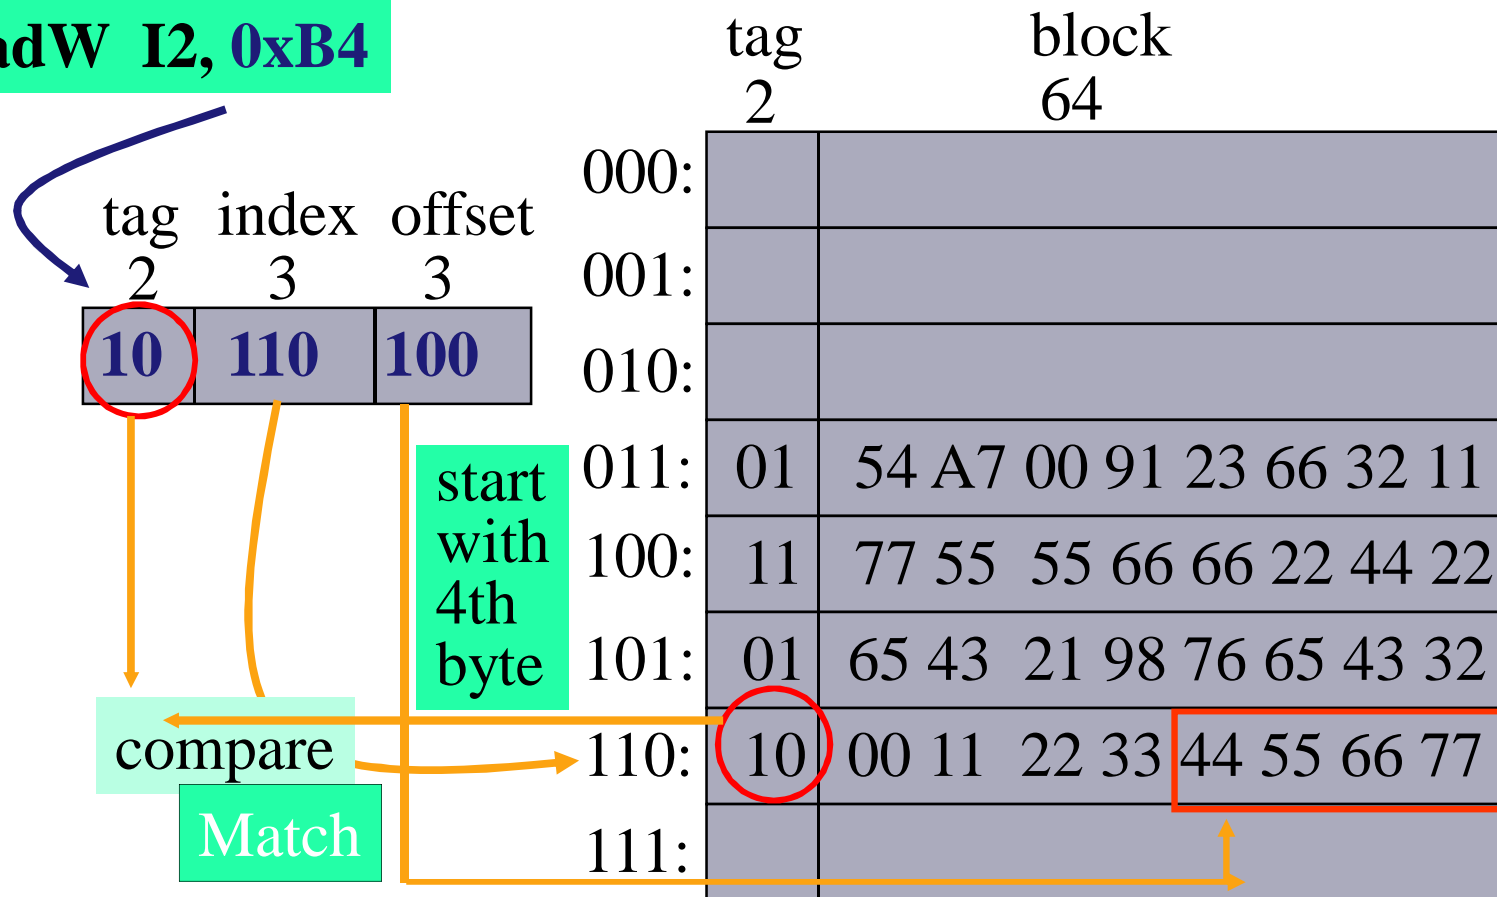 adW I2, 0xB4
tag block
2 64
tag index offset
2 3 3
10 110 100
000:
001:
010:
011: 01 54 A7 00 91 23 66 32 11
100: 11 77 55 55 66 66 22 44 22
101: 01 65 43 21 98 76 65 43 32
110: 10 00 11 22 33 44 55 66 77
111:
start
with
4th
byte
compare
Match